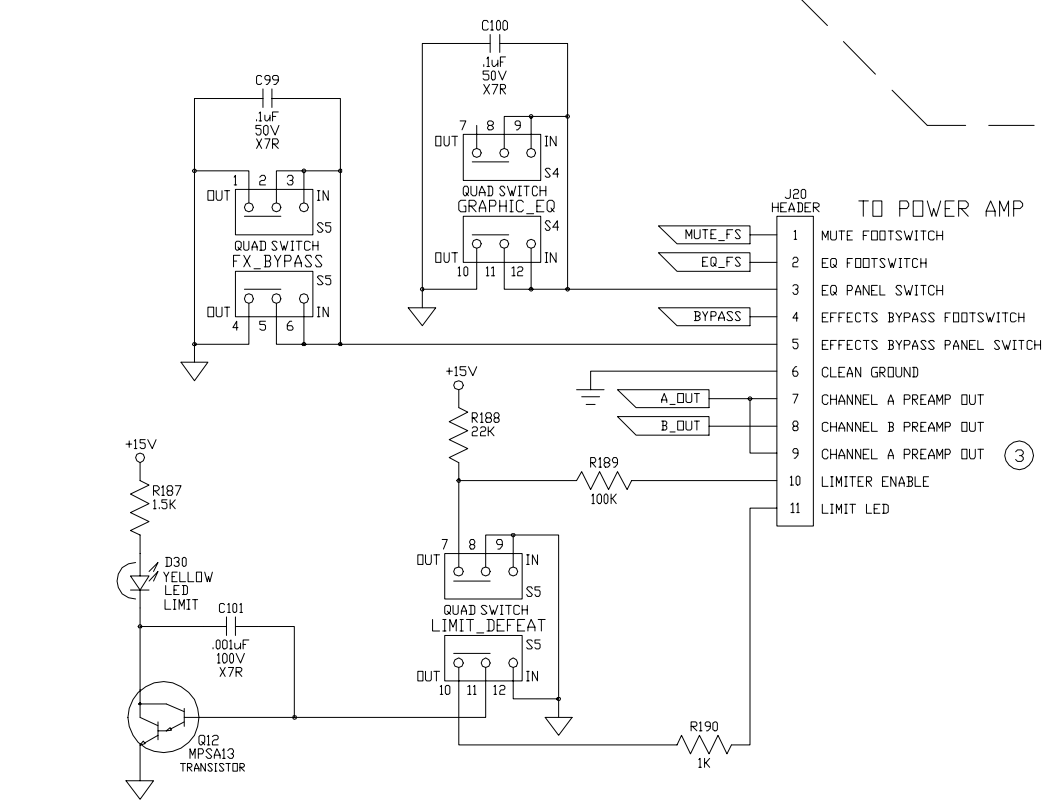 C100
.1uF
50V
X7R
C99
.1uF
50V
X7R
7 8 9
OUT IN
S4
QUAD SWITCH
GRAPHIC_EQ
S4
OUT IN
10 11 12
1 2 3
OUT IN
S5
QUAD SWITCH
FX_BYPASS
S5
OUT IN
4 5 6
J20
HEADER
TO POWER AMP
MUTE_FS 1 MUTE FOOTSWITCH
EQ_FS 2 EQ FOOTSWITCH
3 EQ PANEL SWITCH
BYPASS 4 EFFECTS BYPASS FOOTSWITCH
5 EFFECTS BYPASS PANEL SWITCH
6 CLEAN GROUND
A_OUT 7 CHANNEL A PREAMP OUT
B_OUT 8 CHANNEL B PREAMP OUT
9 CHANNEL A PREAMP OUT 3
10 LIMITER ENABLE
11 LIMIT LED
+15V
R188
22K
R189
100K
+15V
R187
1.5K
D30
YELLOW
LED
LIMIT
C101
.001uF
100V
X7R
7 8 9
OUT IN
S5
QUAD SWITCH
LIMIT_DEFEAT
S5
OUT IN
10 11 12
Q12
MPSA13
TRANSISTOR
R190
1K